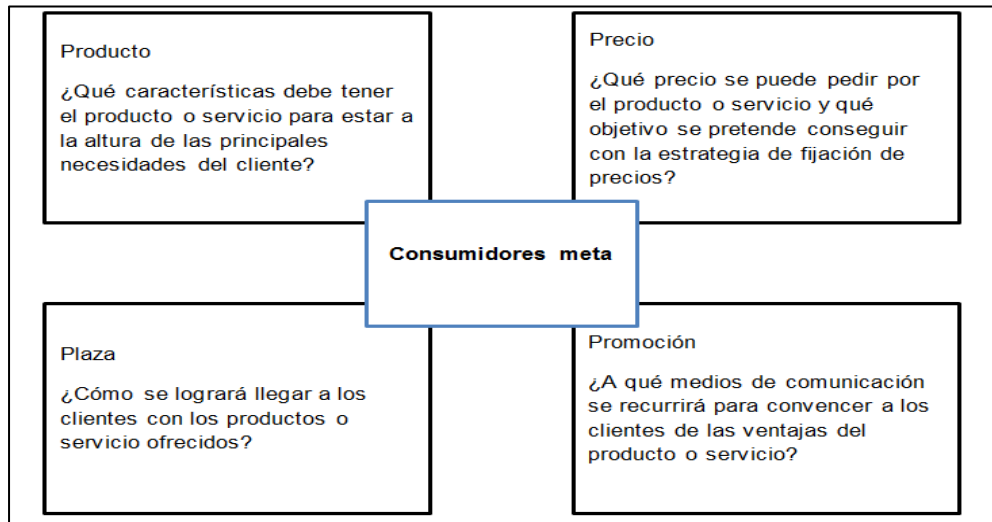 Producto
¿Qué características debe tener
el producto o servicio para estar a
la altura de las principales
necesidades del cliente?
Precio
¿Qué precio se puede pedir por
el producto o servicio y qué
objetivo se pretende conseguir
con la estrategia de fijación de
precios?
Consumidores meta
Plaza
¿Cómo se logrará llegar a los
clientes con los productos o
servicio ofrecidos?
Promoción
¿A qué medios de comunicación
se recurrirá para convencer a los
clientes de las ventajas del
producto o servicio?